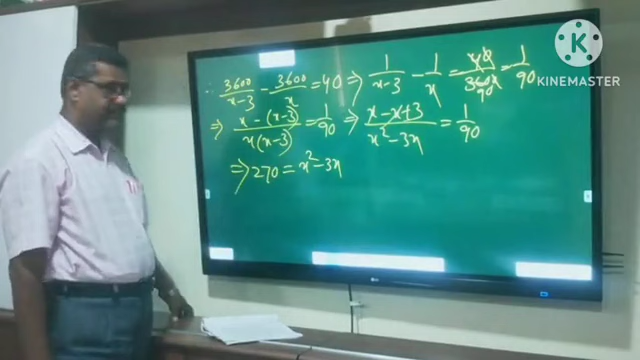 ∴ 3600/(x-3) - 3600/x = 40 ⇒ 1/(x-3) - 1/x = 40/3600 = 1/90
⇒ (x - (x-3))/(x(x-3)) = 1/90 ⇒ (x - x + 3)/(x² - 3x) = 1/90
⇒ 270 = x² - 3x
K
KINEMASTER
LG